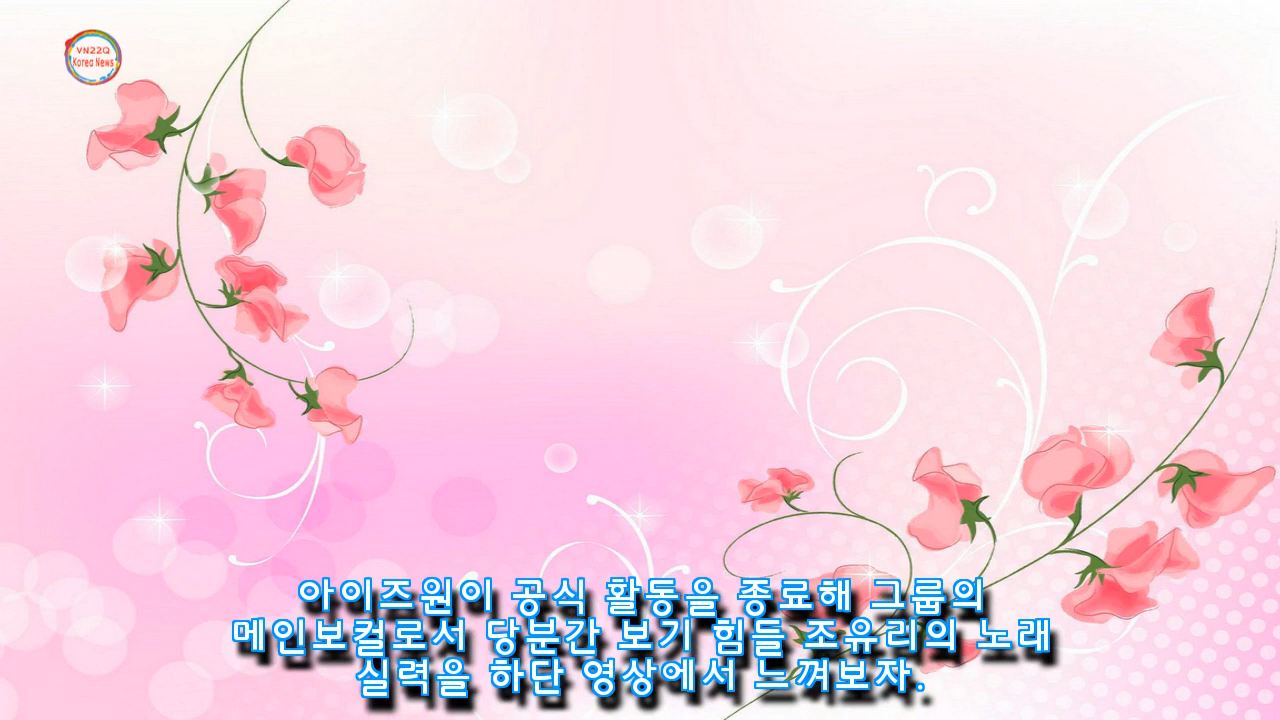 VN22Q
Korea News
아이즈원이 공식 활동을 종료해 그룹의
메인보컬로서 당분간 보기 힘들 조유리의 노래
실력을 하단 영상에서 느껴보자.